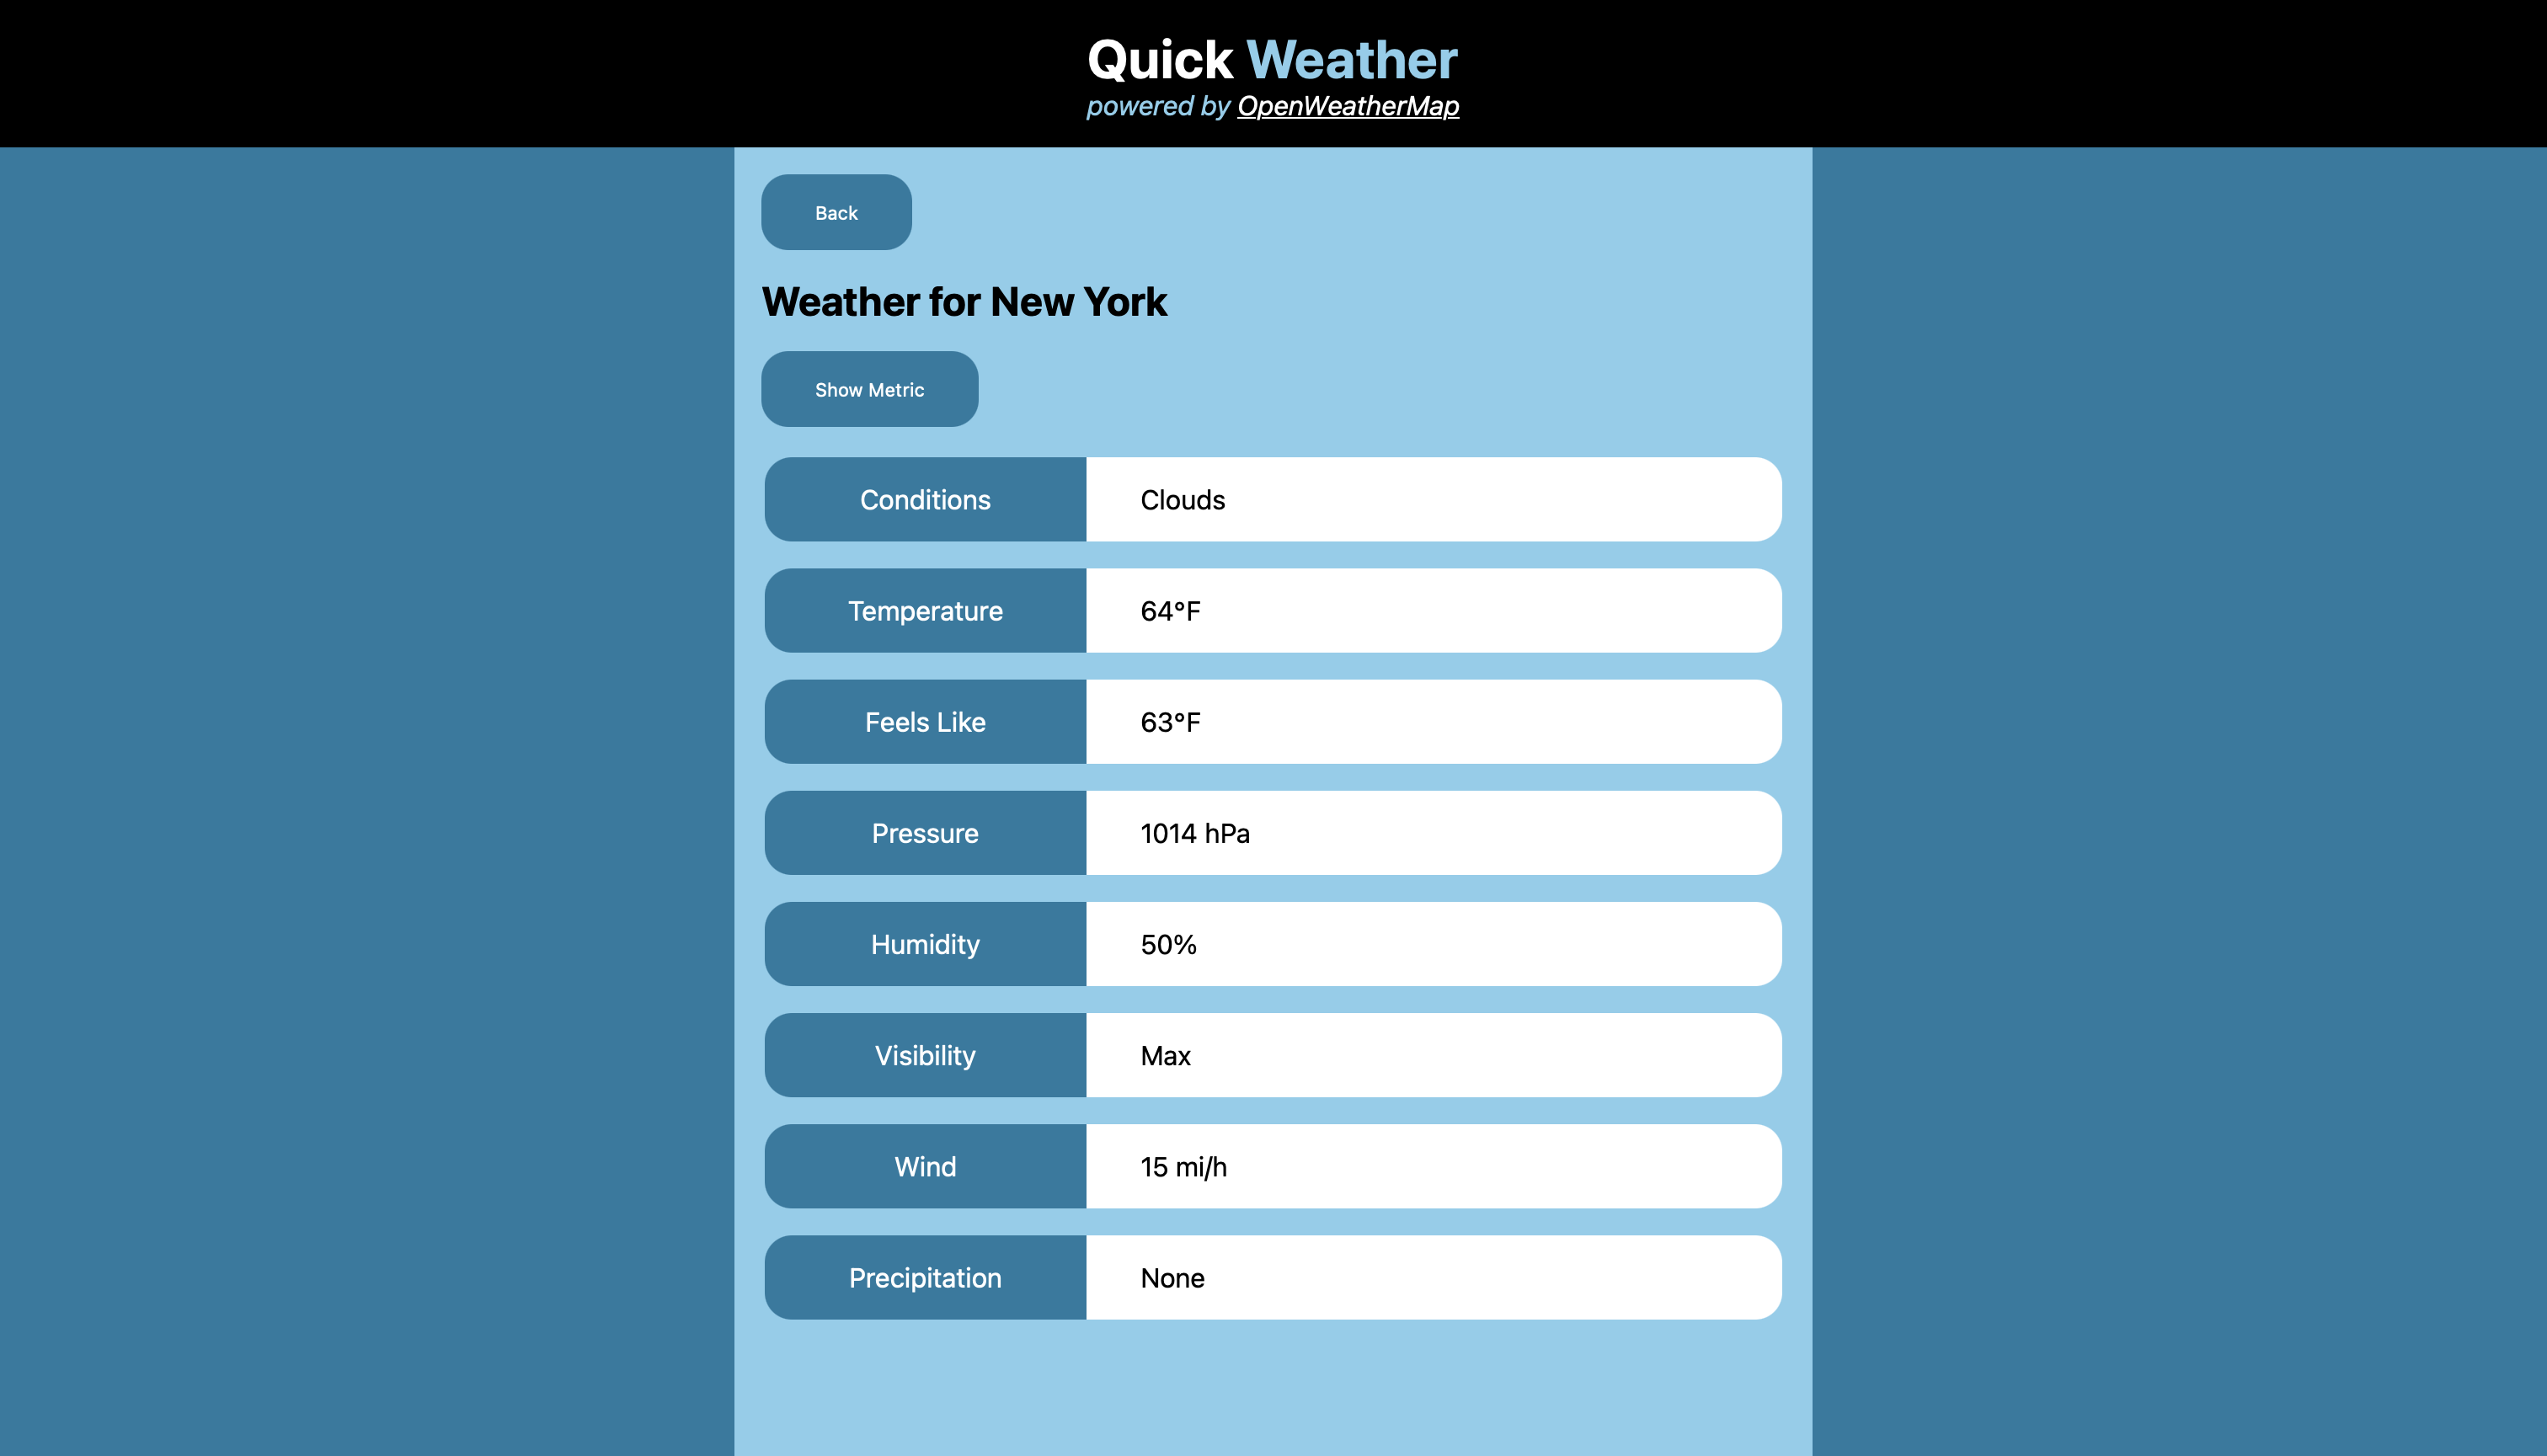 Quick Weather
powered by OpenWeatherMap
Back
Weather for New York
Show Metric
Conditions Clouds
Temperature 64°F
Feels Like 63°F
Pressure 1014 hPa
Humidity 50%
Visibility Max
Wind 15 mi/h
Precipitation None